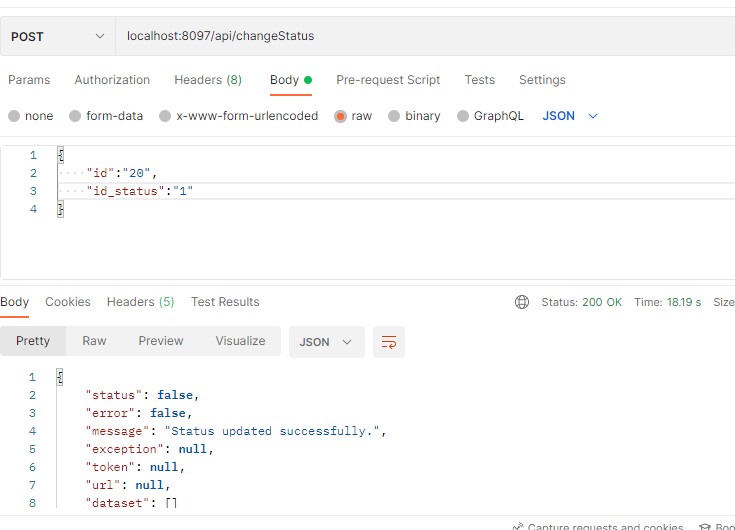 POST localhost:8097/api/changeStatus
Params Authorization Headers (8) Body Pre-request Script Tests Settings
none form-data x-www-form-urlencoded raw binary GraphQL JSON
1 {
2 "id":"20",
3 "id_status":"1"
4 }
Body Cookies Headers (5) Test Results Status: 200 OK Time: 18.19 s Size
Pretty Raw Preview Visualize JSON
1 {
2 "status": false,
3 "error": false,
4 "message": "Status updated successfully.",
5 "exception": null,
6 "token": null,
7 "url": null,
8 "dataset": []
Capture requests and cookies Boo